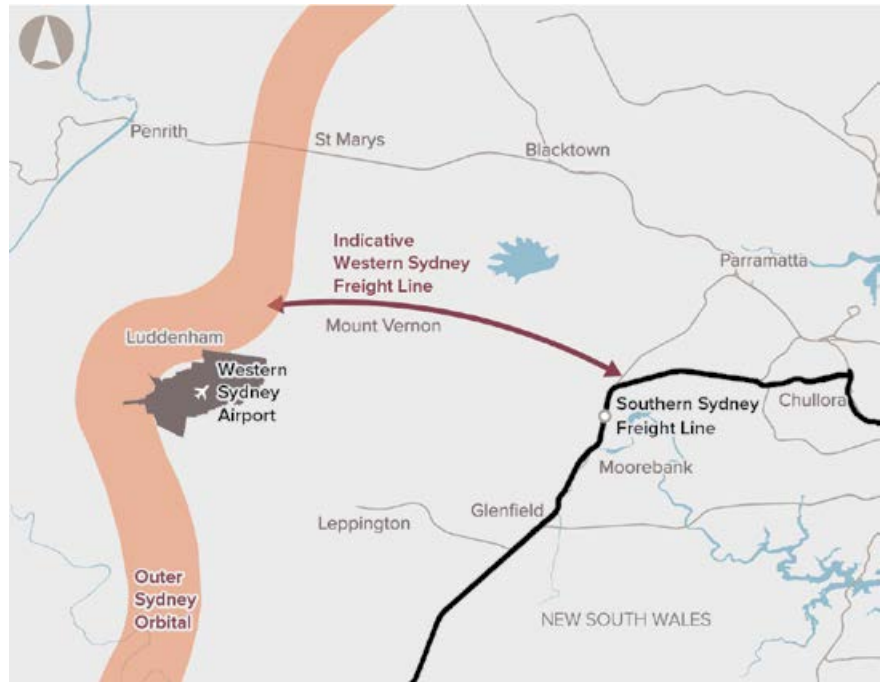 Penrith
St Marys
Blacktown
Indicative
Western Sydney
Freight Line
Parramatta
Mount Vernon
Luddenham
Western
Sydney
Airport
Southern Sydney
Freight Line
Chullora
Moorebank
Glenfield
Leppington
Outer
Sydney
Orbital
NEW SOUTH WALES